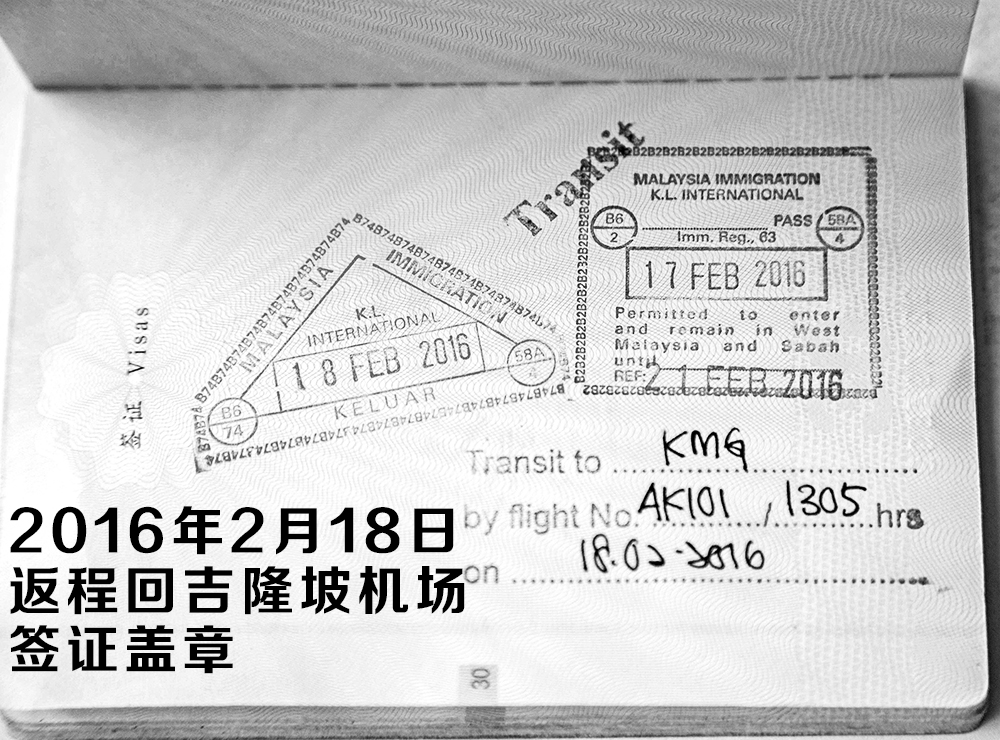 签证 Visas
Transit
MALAYSIA IMMIGRATION
K.L. INTERNATIONAL
B6
2
PASS
58A
4
Imm. Reg., 63
17 FEB 2016
Permitted to enter
and remain in West
Malaysia and Sabah
until
REF:
21 FEB 2016
MALAYSIA
IMMIGRATION
K.L.
INTERNATIONAL
18 FEB 2016
58A
4
KELUAR
B6
74
Transit to KMG
by flight No. AK101 / 1305 hrs
on 18.02-2016
2016年2月18日
返程回吉隆坡机场
签证盖章
30